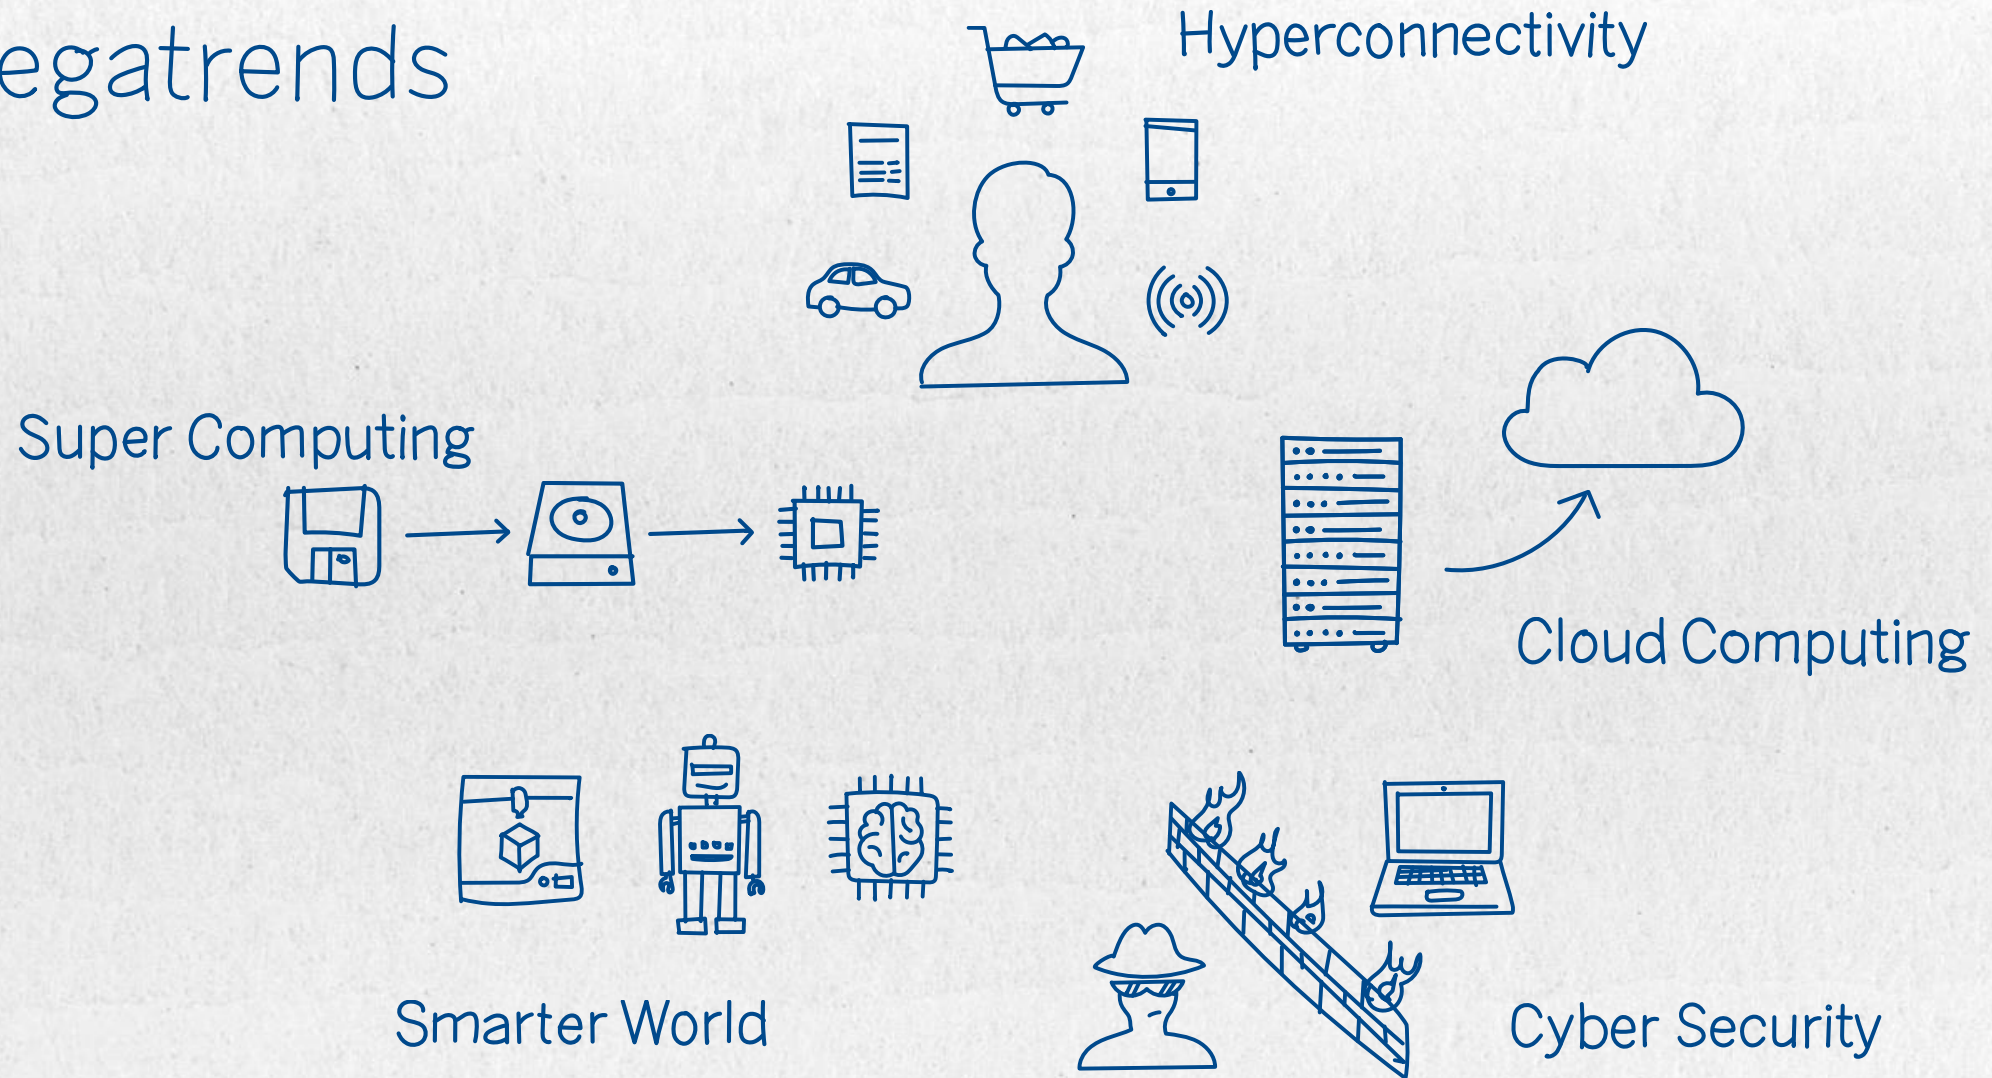 egatrends
Hyperconnectivity
Super Computing
Cloud Computing
Smarter World
Cyber Security